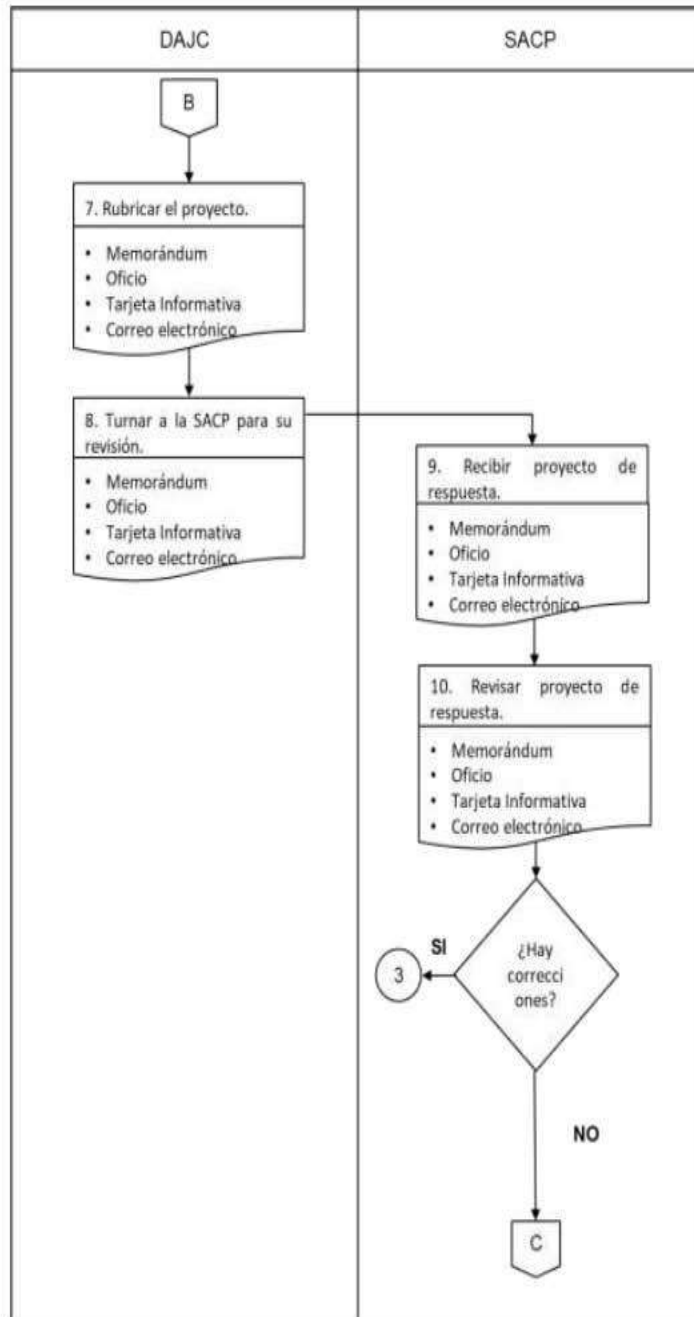 DAJC
SACP
B
7. Rubricar el proyecto.
• Memorándum
• Oficio
• Tarjeta Informativa
• Correo electrónico
8. Turnar a la SACP para su
revisión.
• Memorándum
• Oficio
• Tarjeta Informativa
• Correo electrónico
9. Recibir proyecto de
respuesta.
• Memorándum
• Oficio
• Tarjeta Informativa
• Correo electrónico
10. Revisar proyecto de
respuesta.
• Memorándum
• Oficio
• Tarjeta Informativa
• Correo electrónico
¿Hay
correcci
ones?
SI
3
NO
C